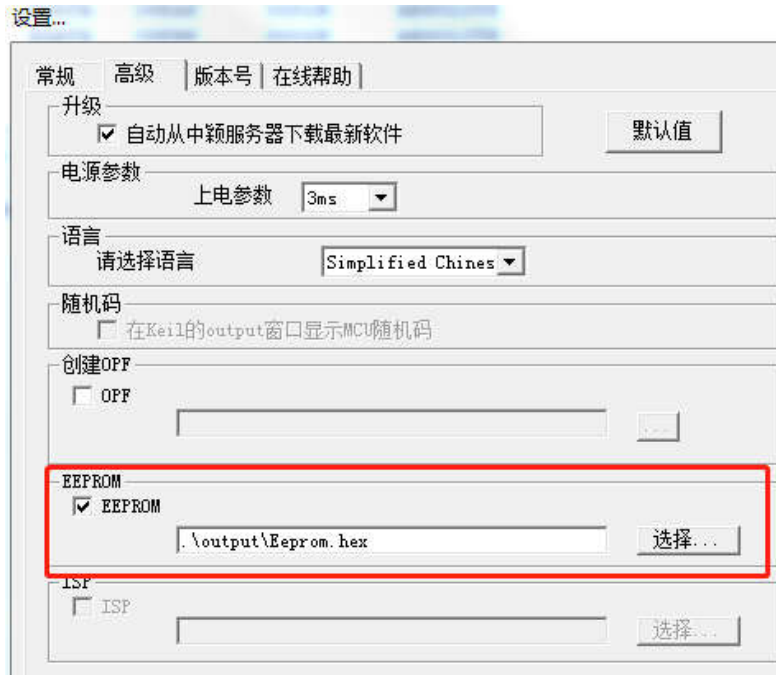 设置...
常规 高级 版本号 在线帮助
升级
自动从中颖服务器下载最新软件
默认值
电源参数
上电参数 3ms
语言
请选择语言 Simplified Chines
随机码
在Keil的output窗口显示MCU随机码
创建OPF
OPF
...
EEPROM
EEPROM
.\output\Eeprom.hex 选择...
ISP
ISP
选择...